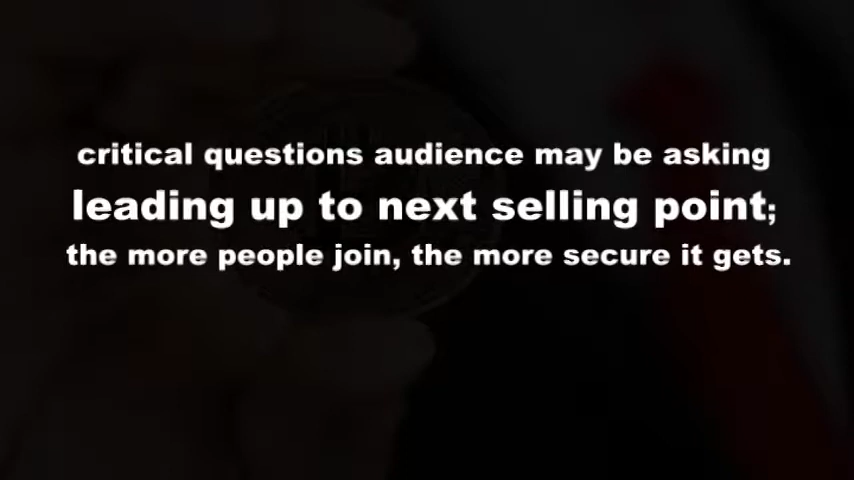 critical questions audience may be asking
leading up to next selling point;
the more people join, the more secure it gets.